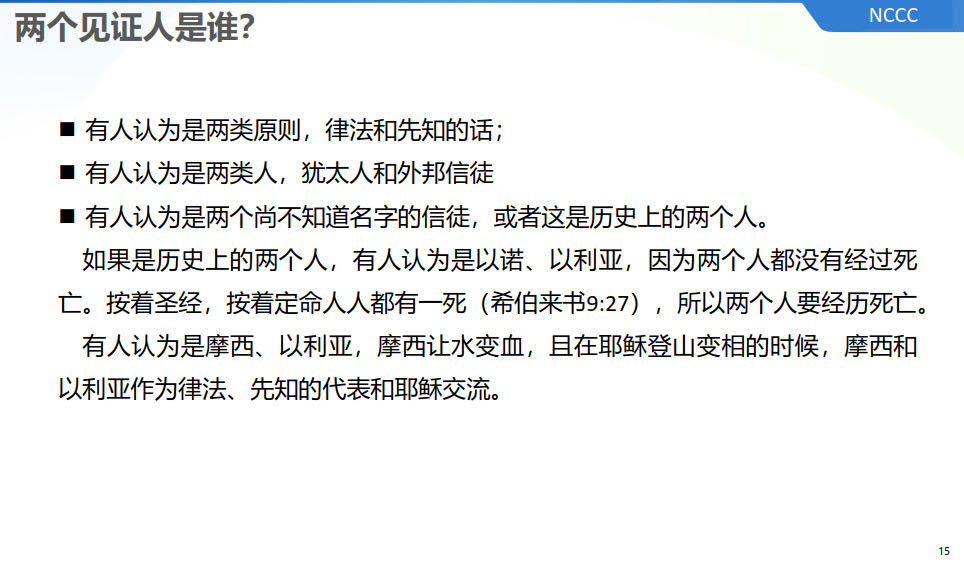 两个见证人是谁？
NCCC
■ 有人认为是两类原则，律法和先知的话；
■ 有人认为是两类人，犹太人和外邦信徒
■ 有人认为是两个尚不知道名字的信徒，或者这是历史上的两个人。
如果是历史上的两个人，有人认为是以诺、以利亚，因为两个人都没有经过死
亡。按着圣经，按着定命人人都有一死（希伯来书9:27），所以两个人要经历死亡。
有人认为是摩西、以利亚，摩西让水变血，且在耶稣登山变相的时候，摩西和
以利亚作为律法、先知的代表和耶稣交流。
15